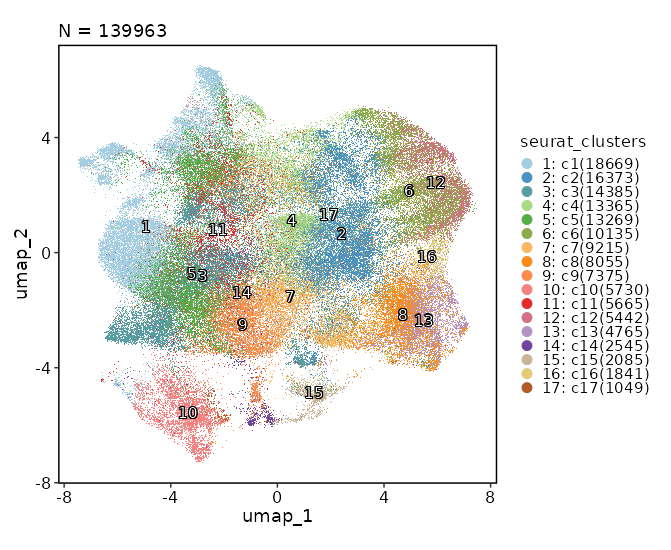 N = 139963
umap_2
4
0
-4
-8
-8 -4 0 4 8
umap_1
1
2
3
4
5
6
7
8
9
10
11
12
13
14
15
16
17
seurat_clusters
1: c1(18669)
2: c2(16373)
3: c3(14385)
4: c4(13365)
5: c5(13269)
6: c6(10135)
7: c7(9215)
8: c8(8055)
9: c9(7375)
10: c10(5730)
11: c11(5665)
12: c12(5442)
13: c13(4765)
14: c14(2545)
15: c15(2085)
16: c16(1841)
17: c17(1049)